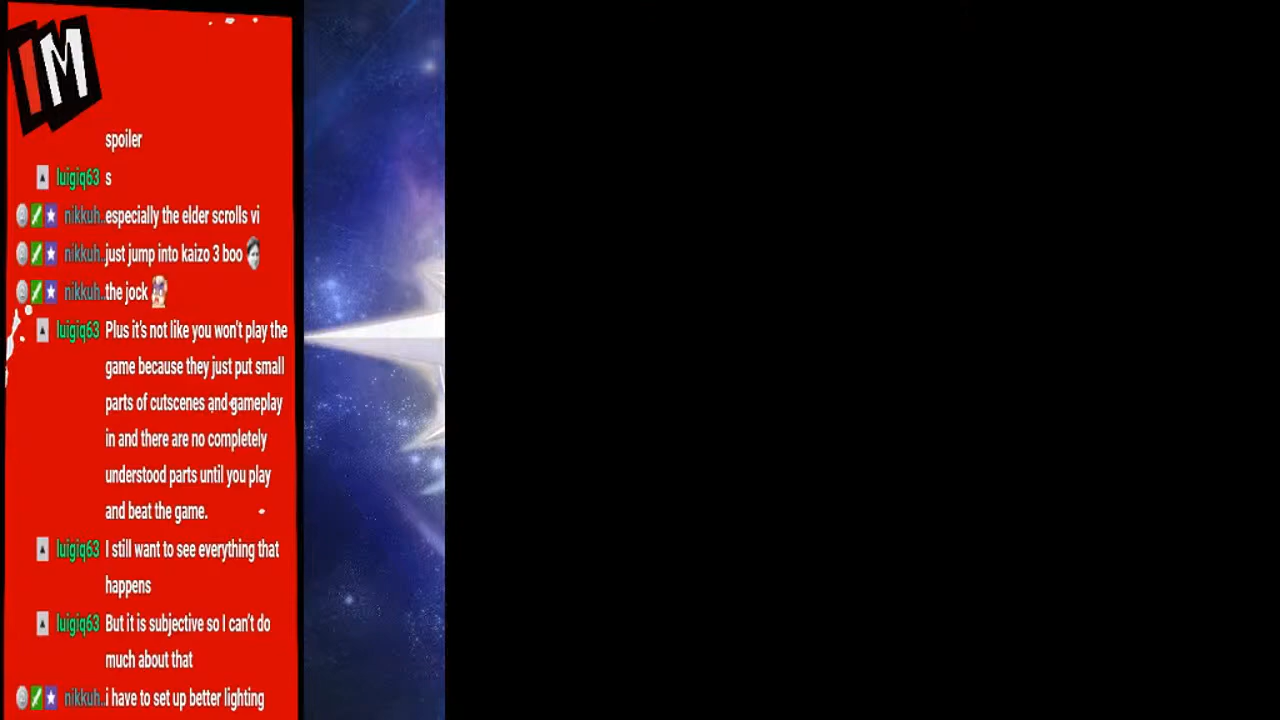 IM
spoiler
luigiq63 s
nikkuh.. especially the elder scrolls vi
nikkuh.. just jump into kaizo 3 boo
nikkuh.. the jock
luigiq63 Plus it's not like you won't play the
game because they just put small
parts of cutscenes and gameplay
in and there are no completely
understood parts until you play
and beat the game.
luigiq63 I still want to see everything that
happens
luigiq63 But it is subjective so I can't do
much about that
nikkuh.. i have to set up better lighting